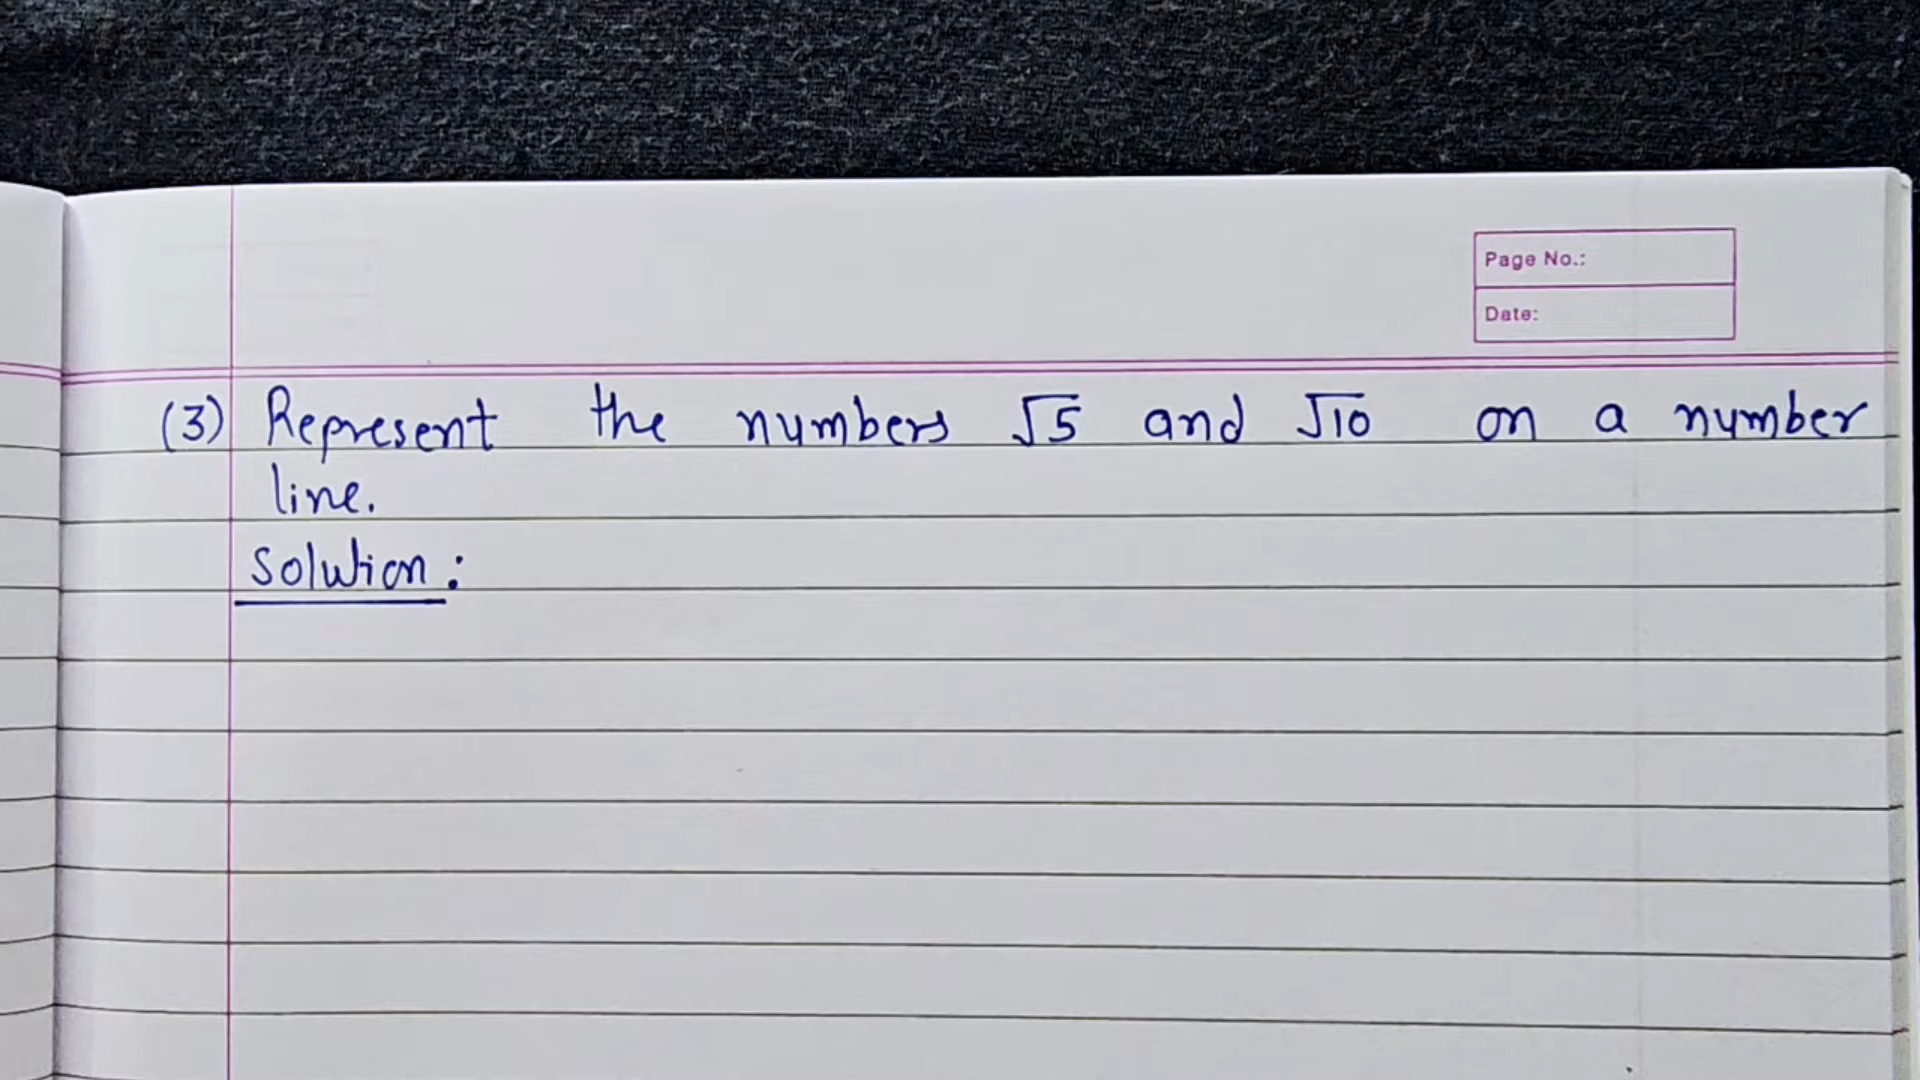 Page No.:
Date:
(3) Represent the numbers √5 and √10 on a number
line.
Solution: